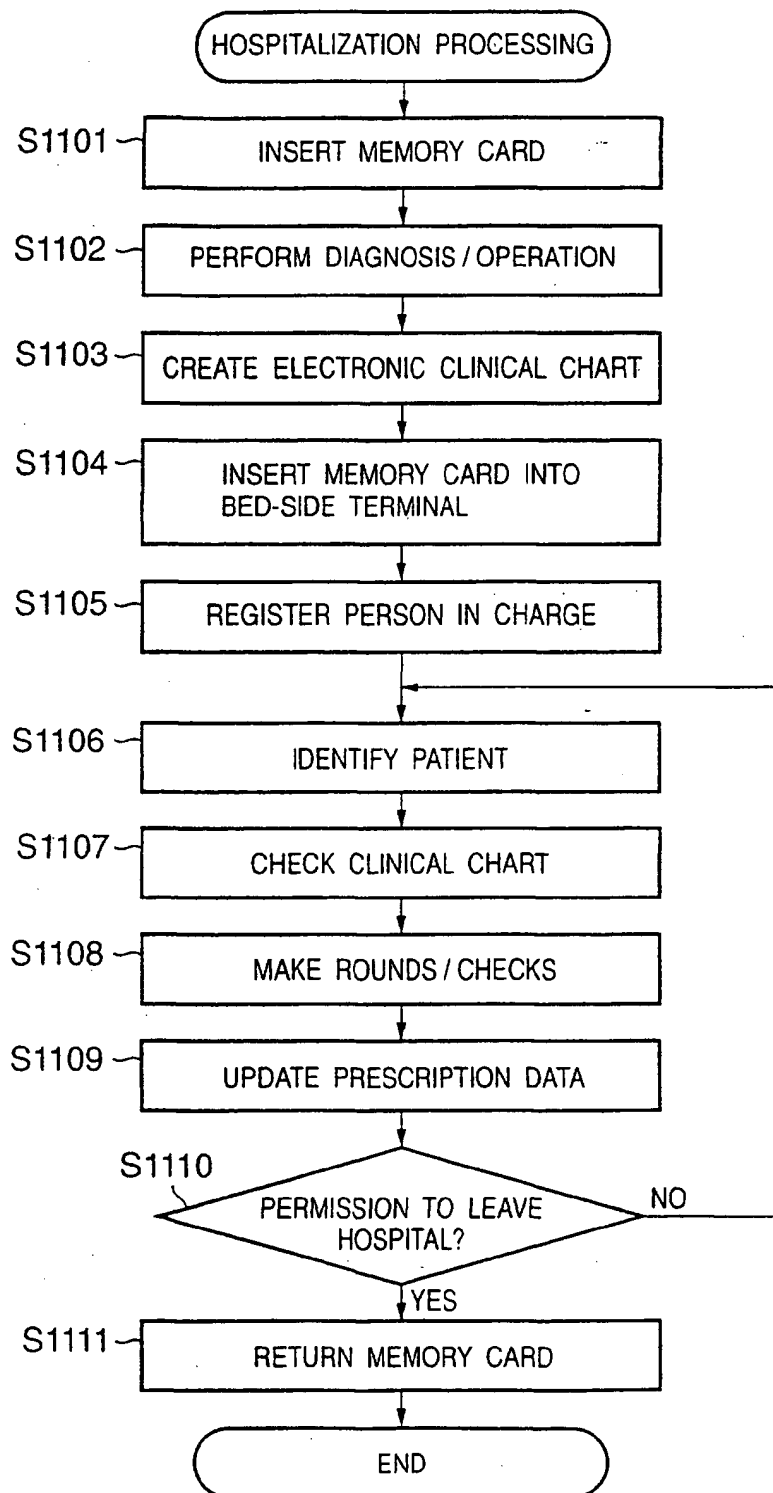 HOSPITALIZATION PROCESSING
S1101
INSERT MEMORY CARD
S1102
PERFORM DIAGNOSIS / OPERATION
S1103
CREATE ELECTRONIC CLINICAL CHART
S1104
INSERT MEMORY CARD INTO
BED-SIDE TERMINAL
S1105
REGISTER PERSON IN CHARGE
S1106
IDENTIFY PATIENT
S1107
CHECK CLINICAL CHART
S1108
MAKE ROUNDS / CHECKS
S1109
UPDATE PRESCRIPTION DATA
S1110
PERMISSION TO LEAVE
HOSPITAL?
NO
YES
S1111
RETURN MEMORY CARD
END